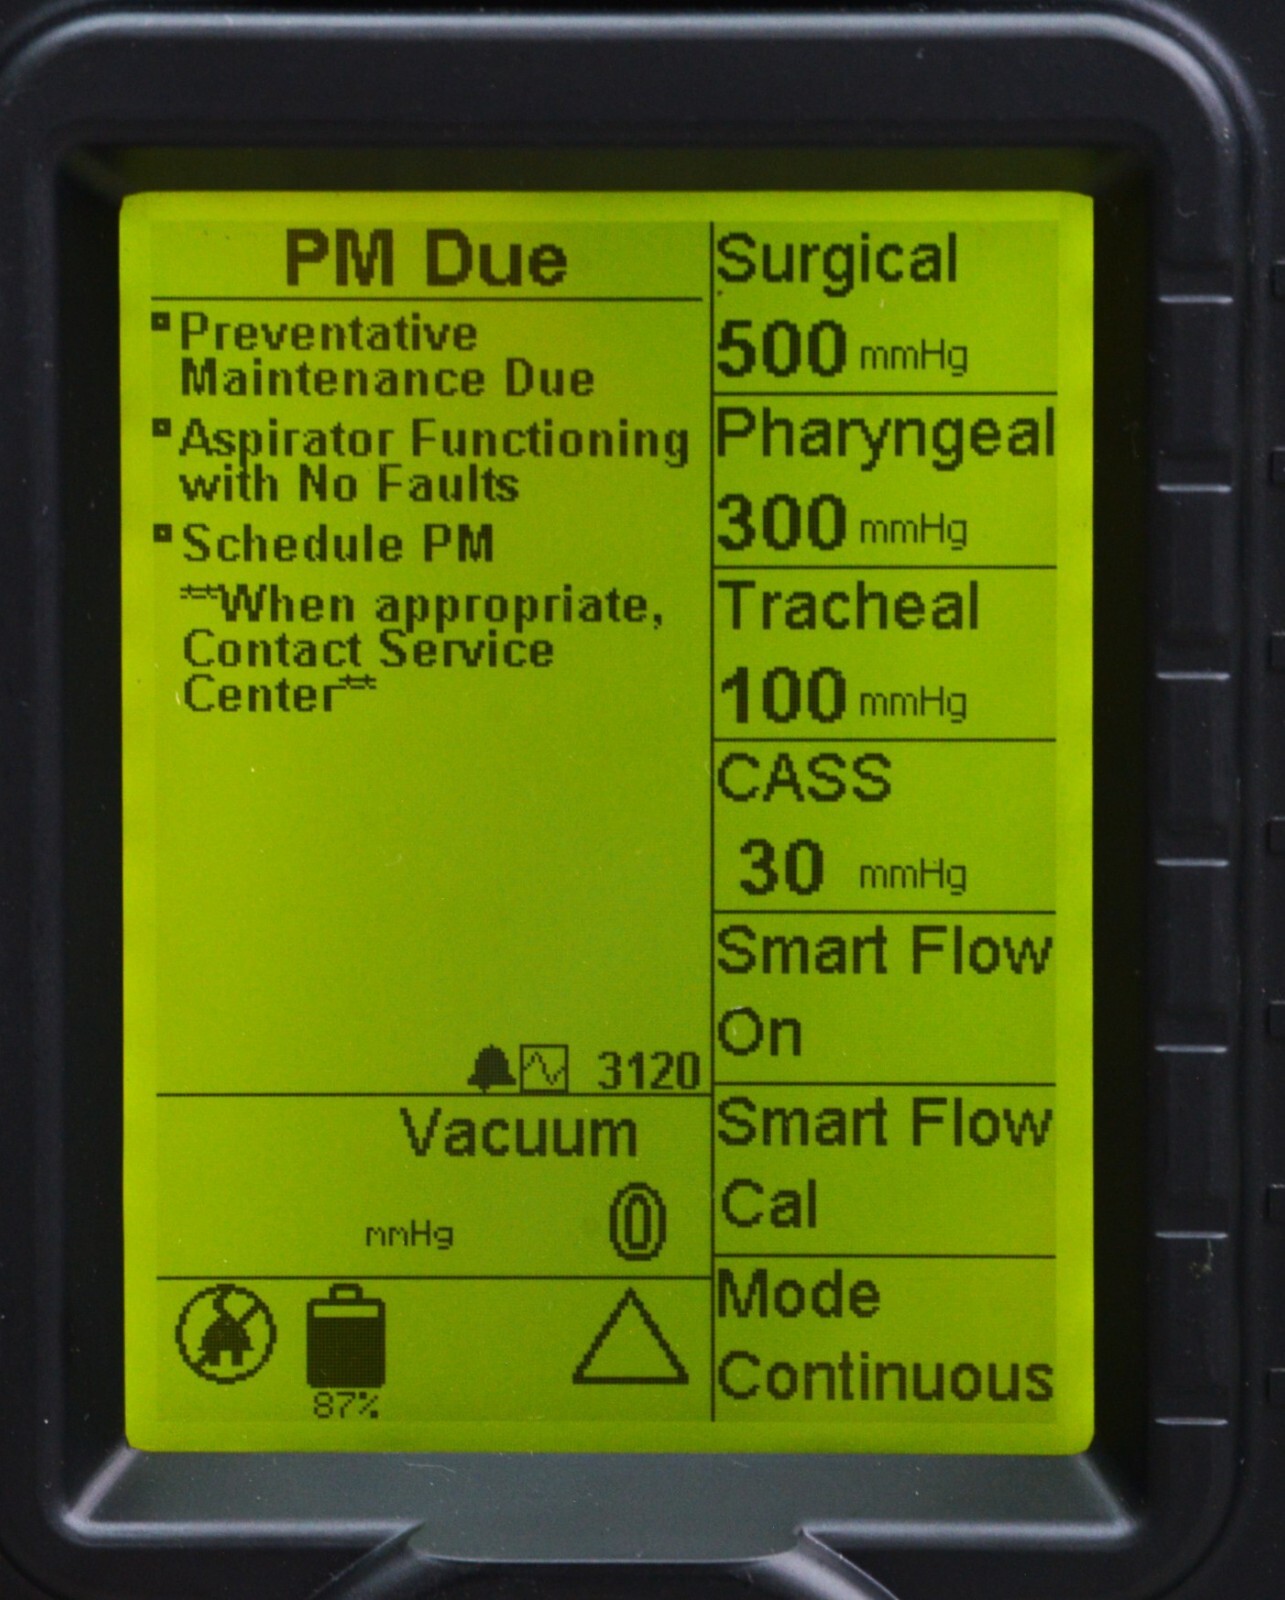 PM Due
Preventative
Maintenance Due
Aspirator Functioning
with No Faults
Schedule PM
**When appropriate,
Contact Service
Center**
3120
Vacuum
mmHg 0
87%
Surgical
500 mmHg
Pharyngeal
300 mmHg
Tracheal
100 mmHg
CASS
30 mmHg
Smart Flow
On
Smart Flow
Cal
Mode
Continuous